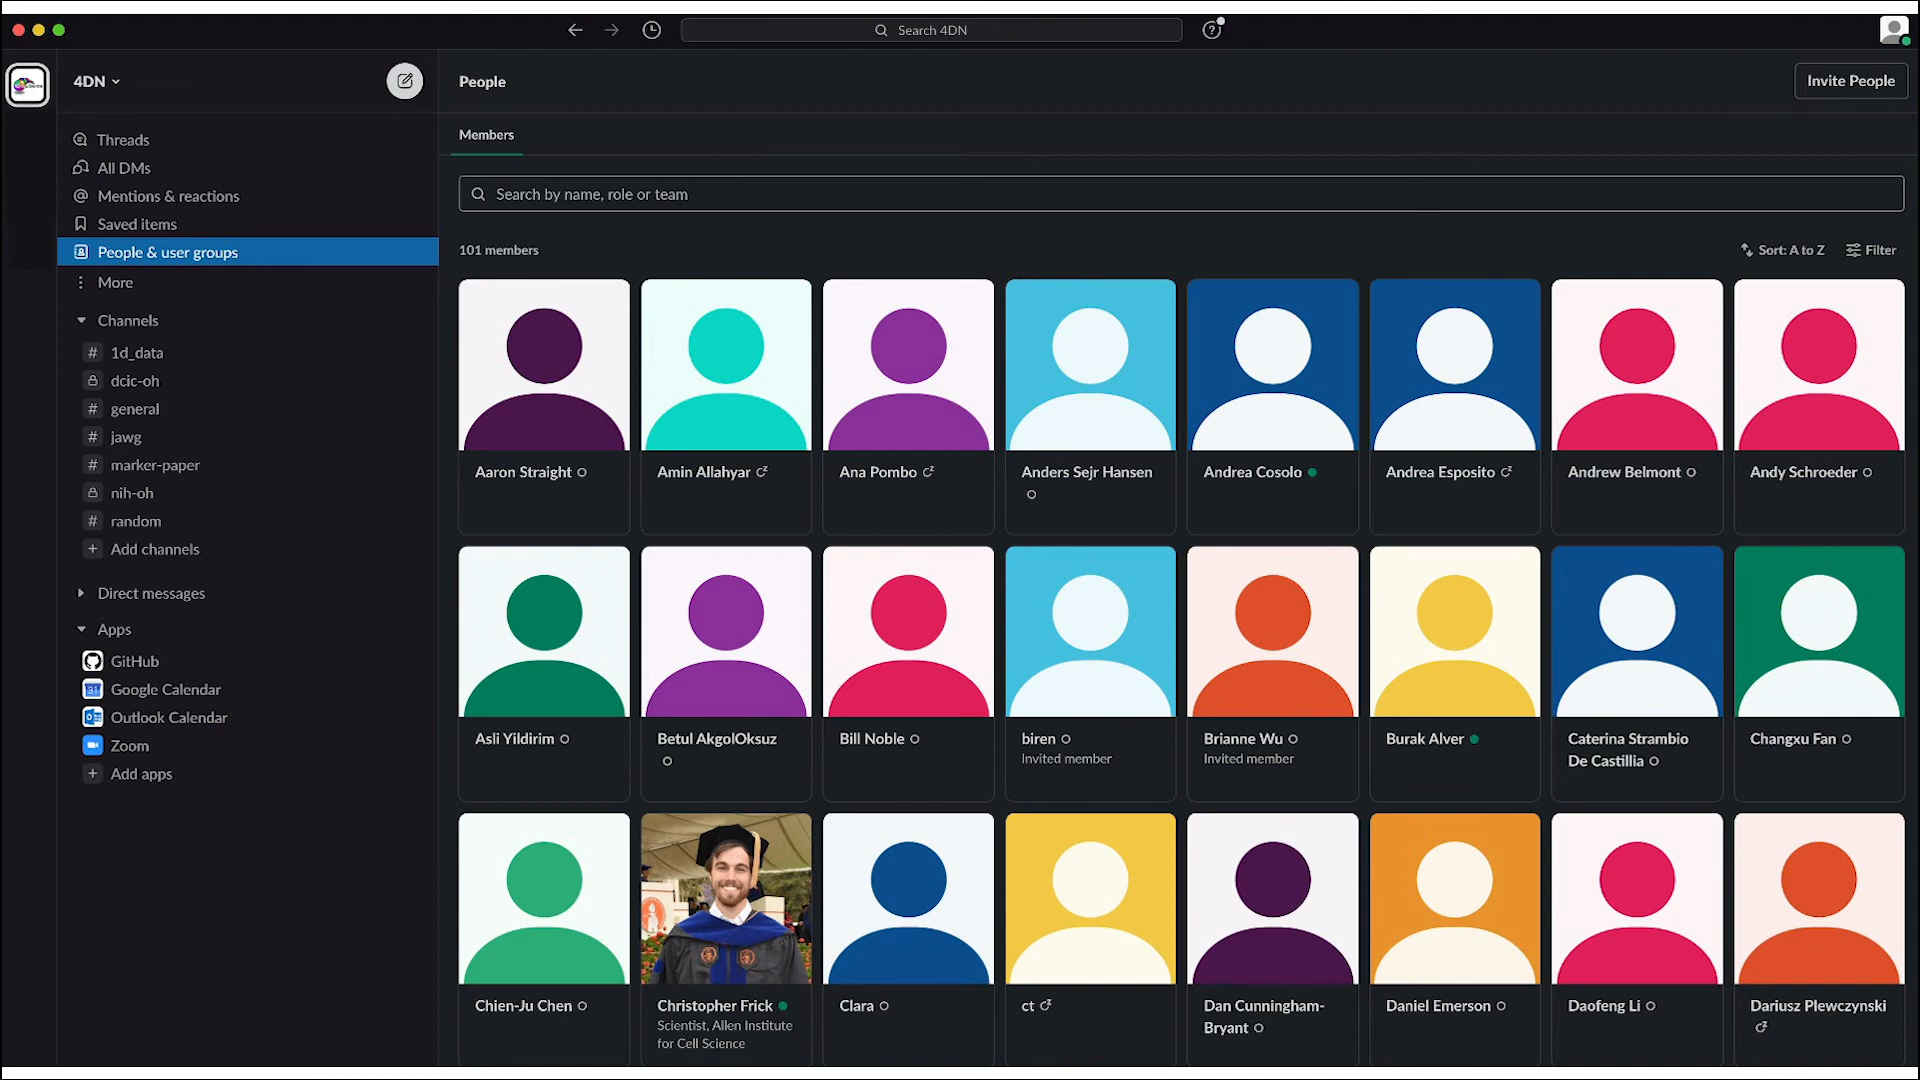 Search 4DN
4DN
People
Invite People
Members
Threads
All DMs
Mentions & reactions
Saved items
People & user groups
More
Search by name, role or team
101 members
Sort: A to Z
Filter
Channels
1d_data
dcic-oh
general
jawg
marker-paper
nih-oh
random
Add channels
Direct messages
Apps
GitHub
Google Calendar
Outlook Calendar
Zoom
Add apps
Aaron Straight
Amin Allahyar
Ana Pombo
Anders Sejr Hansen
Andrea Cosolo
Andrea Esposito
Andrew Belmont
Andy Schroeder
Asli Yildirim
Betul AkgolOksuz
Bill Noble
biren
Invited member
Brianne Wu
Invited member
Burak Alver
Caterina Strambio
De Castillia
Changxu Fan
Chien-Ju Chen
Christopher Frick
Scientist, Allen Institute
for Cell Science
Clara
ct
Dan Cunningham-
Bryant
Daniel Emerson
Daofeng Li
Dariusz Plewczynski